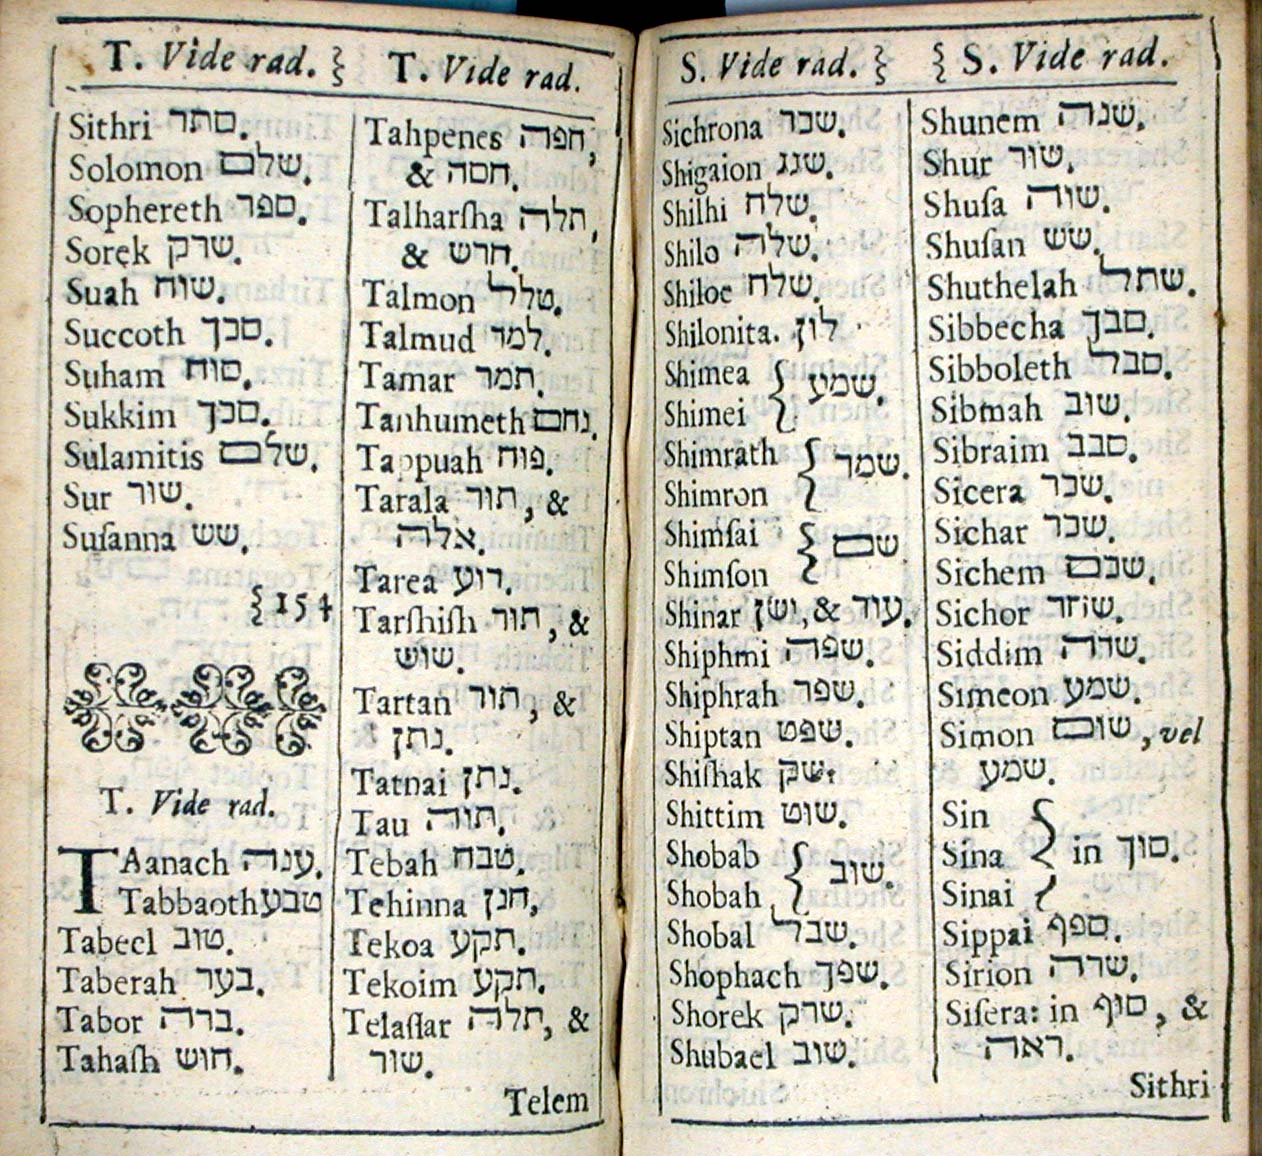 S. Vide rad.
Sichrona שכר.
Shigaion שגג.
Shilhi שלח.
Shilo שלה.
Shiloe שלח.
Shilonita. לון
Shimea
Shimei } שמע.
Shimrath
Shimron } שמר.
Shimſai
Shimſon } שם
Shinar ישן, & עור.
Shiphmi שפה.
Shiphrah שפר.
Shiptan שפט.
Shiſhak שק.
Shittim שוט.
Shobab
Shobah } שוב.
Shobal שבל.
Shophach שפך.
Shorek שרק.
Shubael שוב.
S. Vide rad.
Shunem שנה.
Shur שור.
Shuſa שוה.
Shuſan שש.
Shuthelah שתל.
Sibbecha סבך.
Sibboleth סבל.
Sibmah שוב.
Sibraim סבב.
Sicera שכר.
Sichar שכר.
Sichem שכם.
Sichor שחר.
Siddim שדה.
Simeon שמע.
Simon שום, vel
שמע.
Sin
Sina } in סוך.
Sinai
Sippai ספף.
Sirion שרה.
Siſera: in סוף, &
ראה.
Sithri
T. Vide rad.
Sithri סתר.
Solomon שלם.
Sophereth ספר.
Sorek שרק.
Suah שוח.
Succoth סכך.
Suham סוח.
Sukkim סכך.
Sulamitis שלם.
Sur שור.
Suſanna שש.
154
T. Vide rad.
TAanach ענה.
Tabbaoth טבע
Tabeel טוב.
Taberah בער.
Tabor ברה.
Tahaſh חוש.
T. Vide rad.
Tahpenes חפה,
& חסה.
Talharſha תלה,
& חרש.
Talmon טלל.
Talmud למד.
Tamar תמר.
Tanhumeth נחם.
Tappuah פוח.
Tarala תור, &
אלה.
Tarea רוע.
Tarſhiſh תור, &
שוש.
Tartan תור, &
נתן.
Tatnai נתן.
Tau תוה.
Tebah טבח.
Tehinna חנן,
Tekoa תקע.
Tekoim תקע.
Telaſſar תלה, &
שור.
Telem